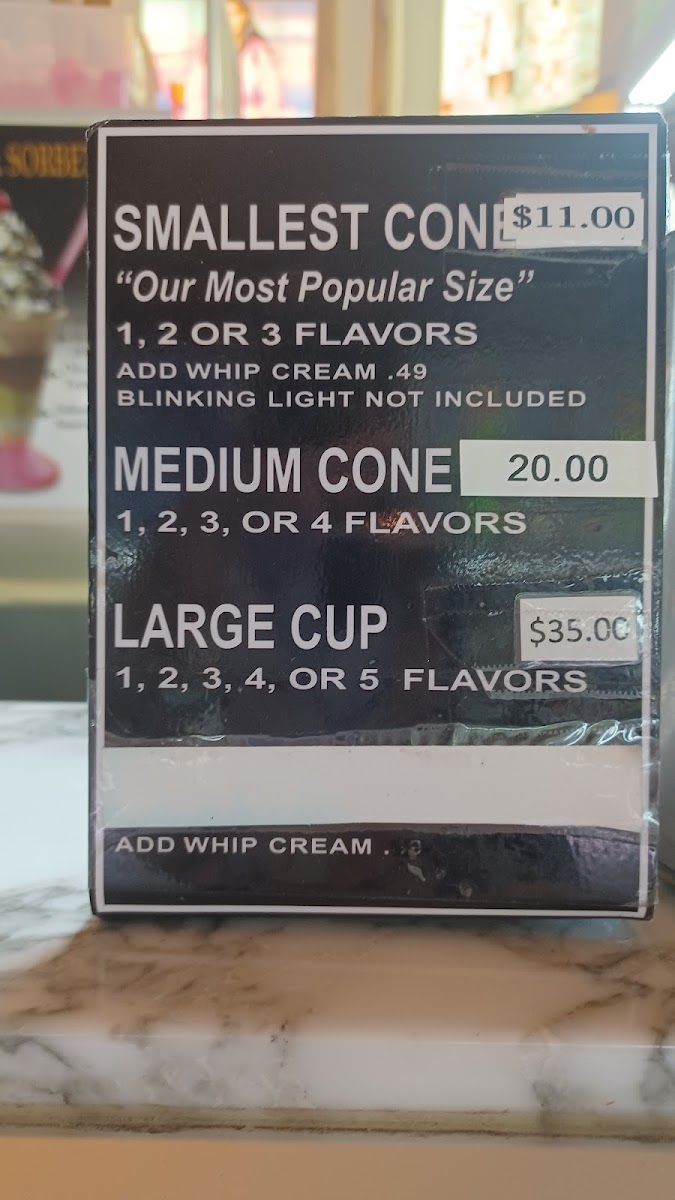 SORBE
SMALLEST CONE $11.00
“Our Most Popular Size”
1, 2 OR 3 FLAVORS
ADD WHIP CREAM .49
BLINKING LIGHT NOT INCLUDED
MEDIUM CONE 20.00
1, 2, 3, OR 4 FLAVORS
LARGE CUP $35.00
1, 2, 3, 4, OR 5 FLAVORS
ADD WHIP CREAM .